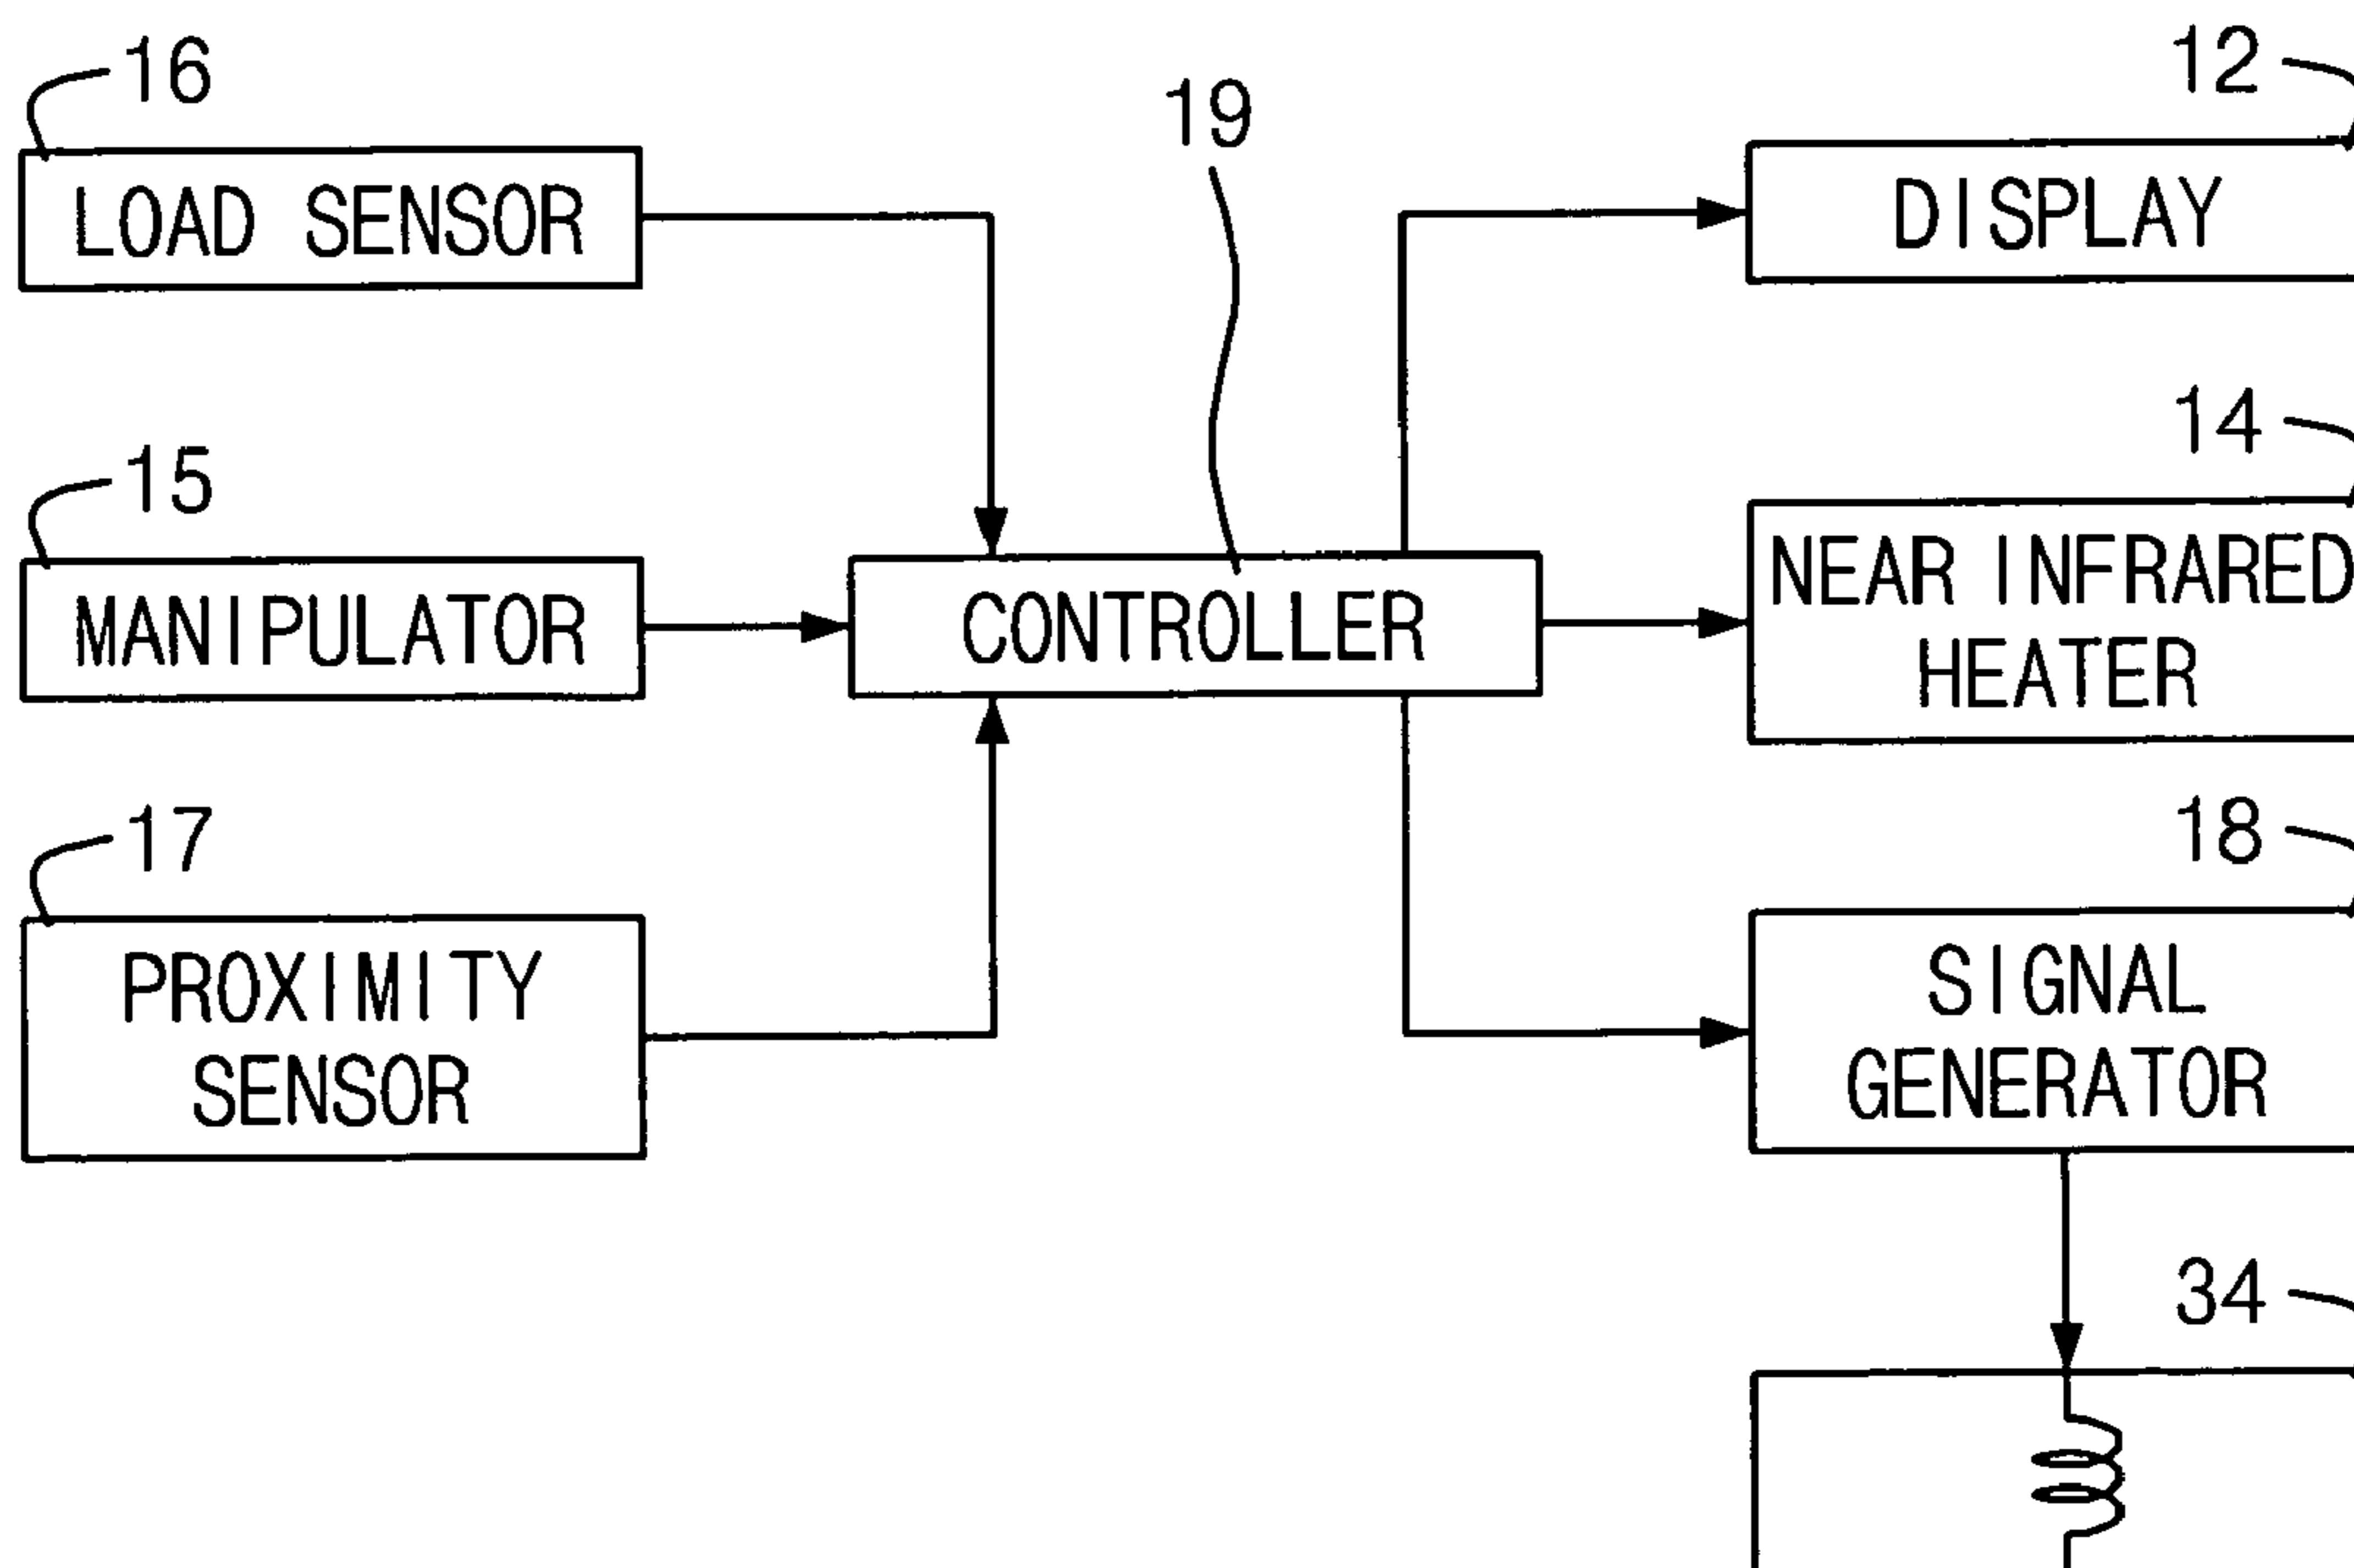 16
LOAD SENSOR
15
MANIPULATOR
17
PROXIMITY
SENSOR
19
CONTROLLER
12
DISPLAY
14
NEAR INFRARED
HEATER
18
SIGNAL
GENERATOR
34